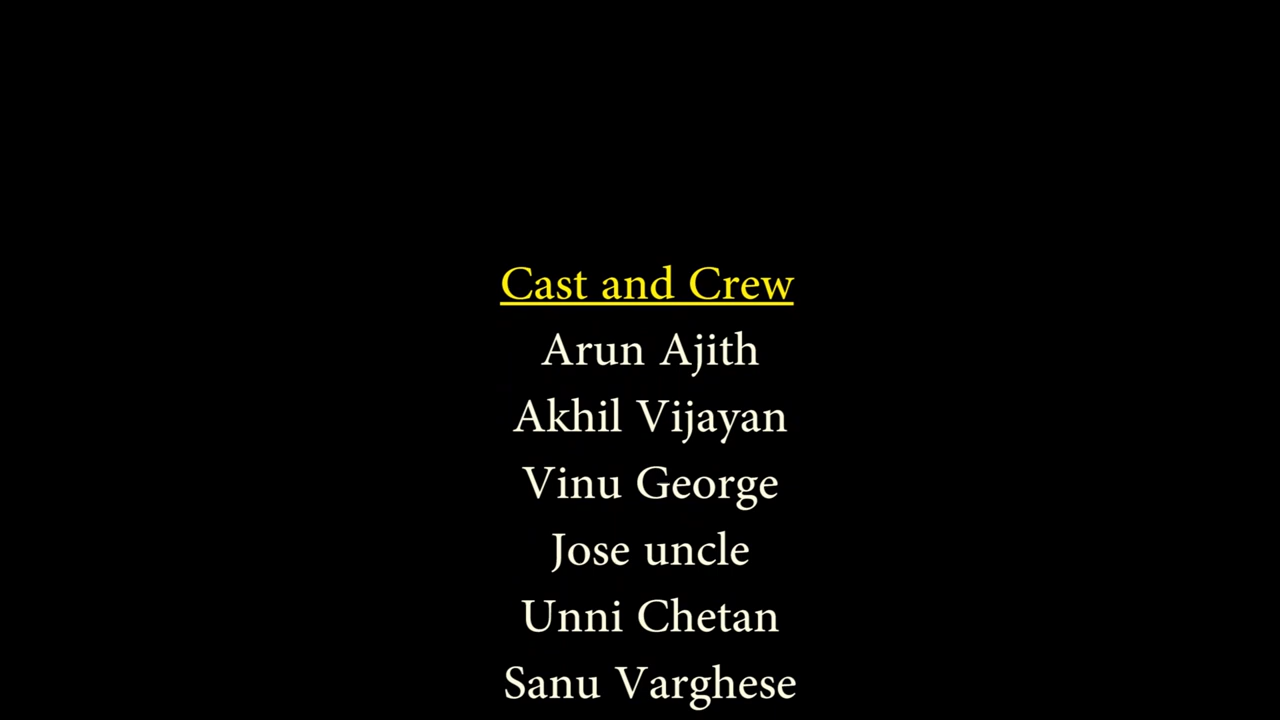 Cast and Crew
Arun Ajith
Akhil Vijayan
Vinu George
Jose uncle
Unni Chetan
Sanu Varghese